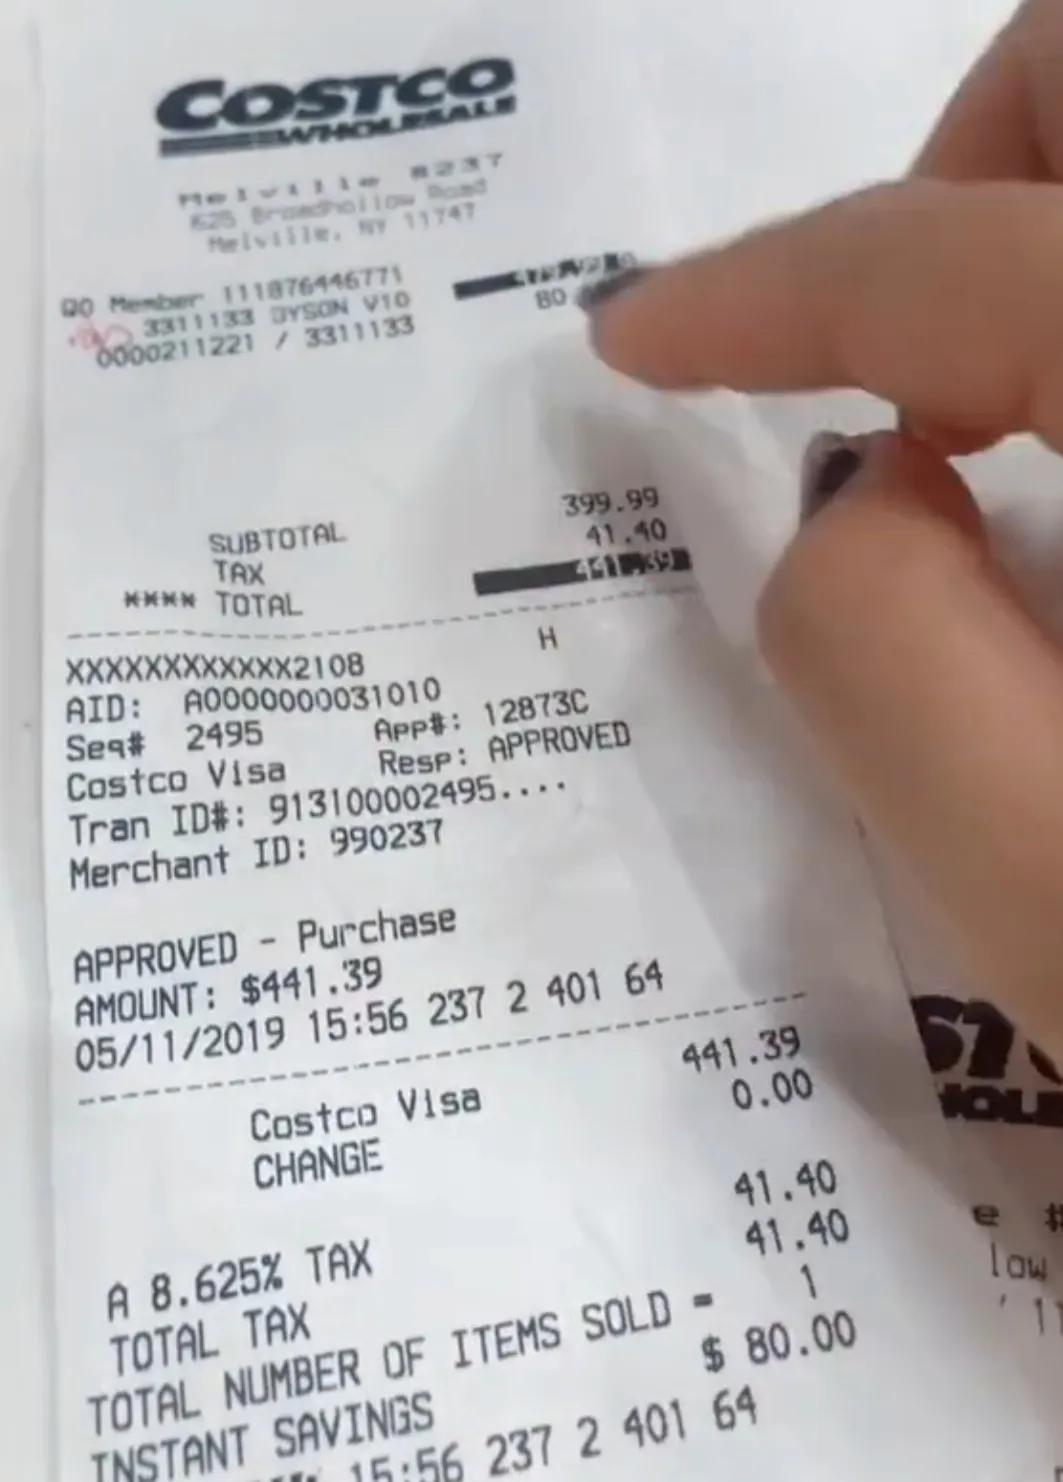 COSTCO
WHOLESALE
Melville #237
625 Broadhollow Road
Melville, NY 11747
QO Member 111876446771
3311133 DYSON V10
0000211221 / 3311133 80
SUBTOTAL 399.99
TAX 41.40
**** TOTAL 441.39
XXXXXXXXXXXX2108 H
AID: A0000000031010
Seq# 2495 App#: 12873C
Costco Visa Resp: APPROVED
Tran ID#: 913100002495....
Merchant ID: 990237
APPROVED - Purchase
AMOUNT: $441.39
05/11/2019 15:56 237 2 401 64
Costco Visa 441.39
CHANGE 0.00
A 8.625% TAX 41.40
TOTAL TAX 41.40
TOTAL NUMBER OF ITEMS SOLD = 1
INSTANT SAVINGS $ 80.00
15:56 237 2 401 64
e #
low